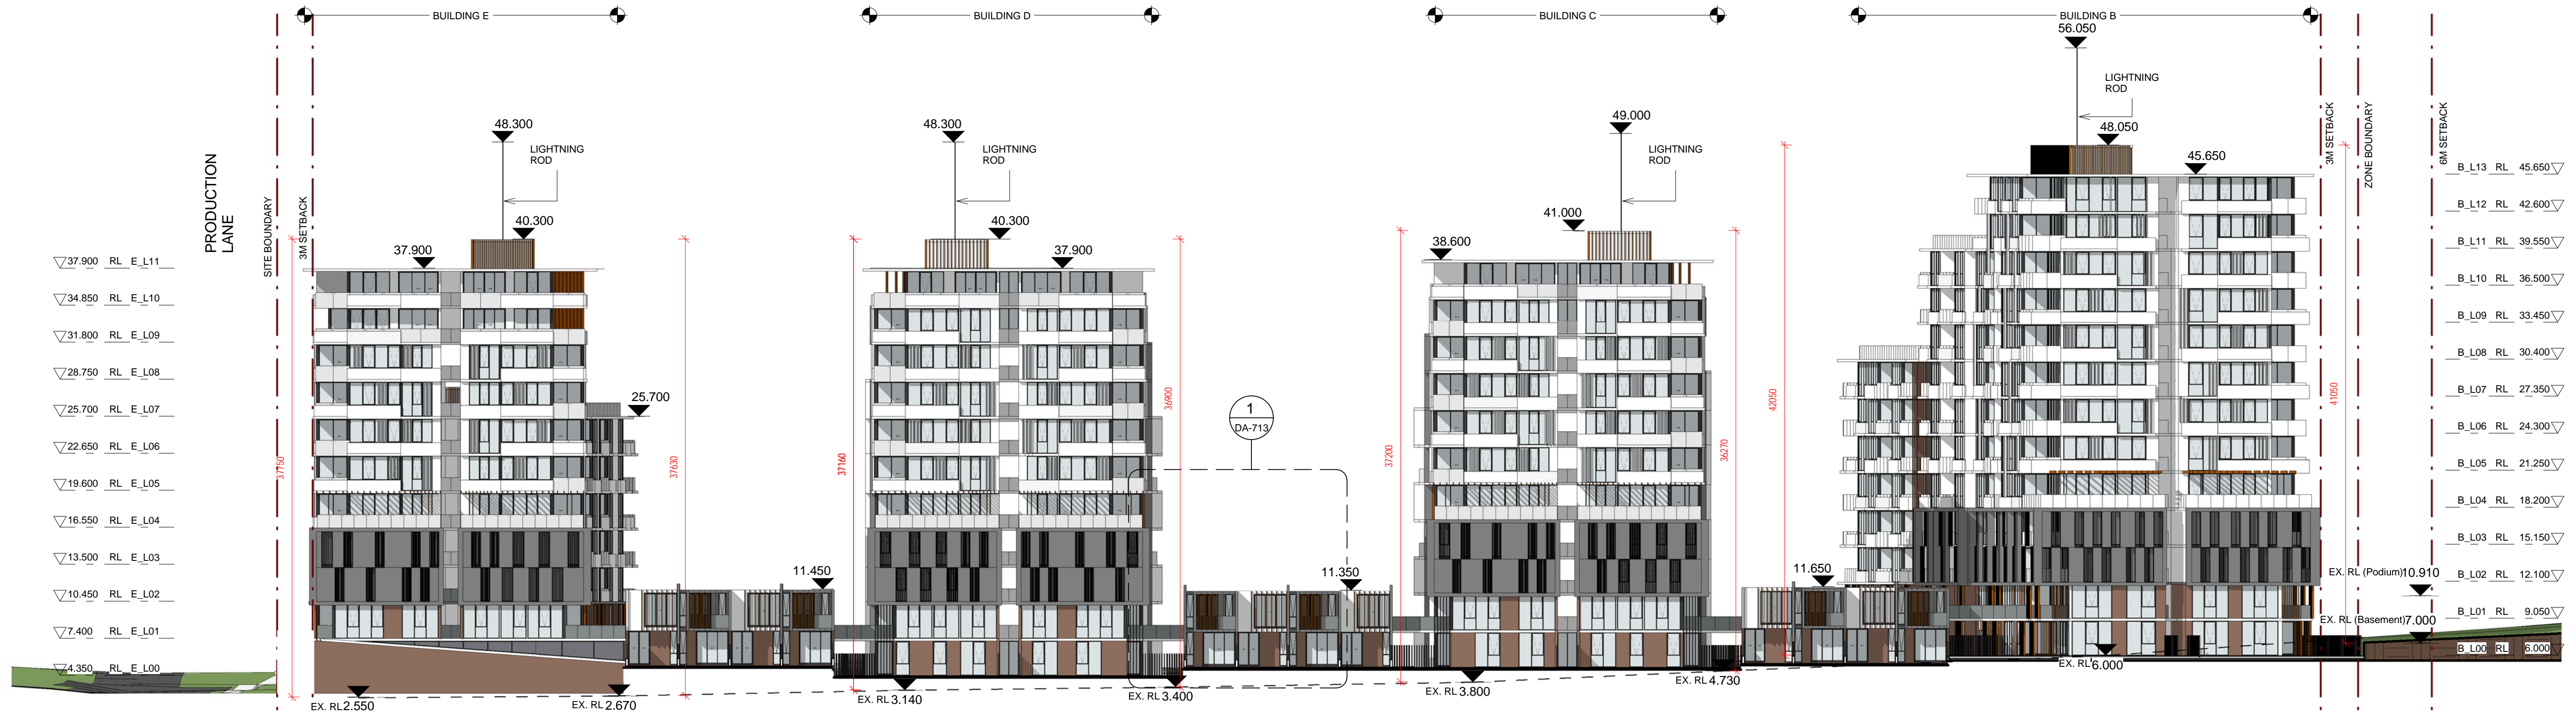 BUILDING E
BUILDING D
BUILDING C
BUILDING B
56.050
LIGHTNING
ROD
48.050
45.650
48.300
LIGHTNING
ROD
40.300
37.900
48.300
LIGHTNING
ROD
40.300
37.900
49.000
LIGHTNING
ROD
41.000
38.600
PRODUCTION
LANE
SITE BOUNDARY
3M SETBACK
3M SETBACK
ZONE BOUNDARY
6M SETBACK
37.900 RL E_L11
34.850 RL E_L10
31.800 RL E_L09
28.750 RL E_L08
25.700 RL E_L07
22.650 RL E_L06
19.600 RL E_L05
16.550 RL E_L04
13.500 RL E_L03
10.450 RL E_L02
7.400 RL E_L01
4.350 RL E_L00
B_L13 RL 45.650
B_L12 RL 42.600
B_L11 RL 39.550
B_L10 RL 36.500
B_L09 RL 33.450
B_L08 RL 30.400
B_L07 RL 27.350
B_L06 RL 24.300
B_L05 RL 21.250
B_L04 RL 18.200
B_L03 RL 15.150
B_L02 RL 12.100
B_L01 RL 9.050
B_L00 RL 6.000
25.700
37750
37630
37160
36900
37200
36270
42050
41050
1
DA-713
11.450
11.350
11.650
EX. RL (Podium)10.910
EX. RL (Basement)7.000
EX. RL 2.550
EX. RL 2.670
EX. RL 3.140
EX. RL 3.400
EX. RL 3.800
EX. RL 4.730
EX. RL 6.000